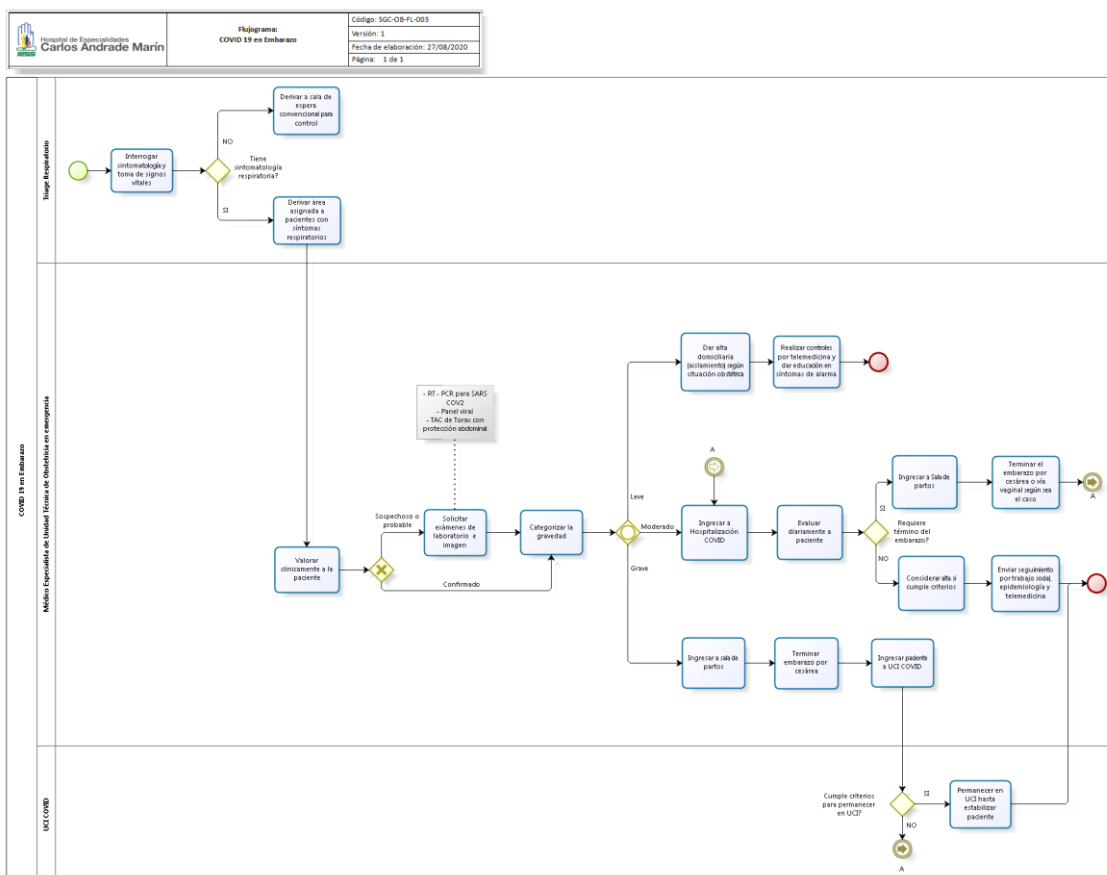 Hospital de Especialidades
Carlos Andrade Marín
Flujograma:
COVID 19 en Embarazo
Código: SGC-OB-FL-003
Versión: 1
Fecha de elaboración: 27/08/2020
Página: 1 de 1
COVID 19 en Embarazo
Triage Respiratorio
Interrogar
sintomatología y
toma de signos
vitales
Tiene
sintomatología
respiratoria?
NO
Derivar a sala de
espera
convencional para
control
SI
Derivar área
asignada a
pacientes con
síntomas
respiratorios
Médico Especialista de Unidad Técnica de Obstetricia en emergencia
Valorar
clínicamente a la
paciente
Sospechoso o
probable
Confirmado
- RT - PCR para SARS
COV2
- Panel viral
- TAC de Torax con
protección abdominal
Solicitar
exámenes de
laboratorio e
imagen
Categorizar la
gravedad
Leve
Moderado
Grave
Dar alta
domiciliaria
(aislamiento) según
situación obstétrica
Realizar controles
por telemedicina y
dar educación en
síntomas de alarma
A
Ingresar a
Hospitalización
COVID
Evaluar
diariamente a
paciente
Requiere
término del
embarazo?
SI
Ingresar a Sala de
partos
Terminar el
embarazo por
cesárea o vía
vaginal según sea
el caso
A
NO
Considerar alta si
cumple criterios
Enviar seguimiento
por trabajo social,
epidemiología y
telemedicina
Ingresar a sala de
partos
Terminar
embarazo por
cesárea
Ingresar paciente
a UCI COVID
UCI COVID
Cumple criterios
para permanecer
en UCI?
SI
Permanecer en
UCI hasta
estabilizar
paciente
NO
A